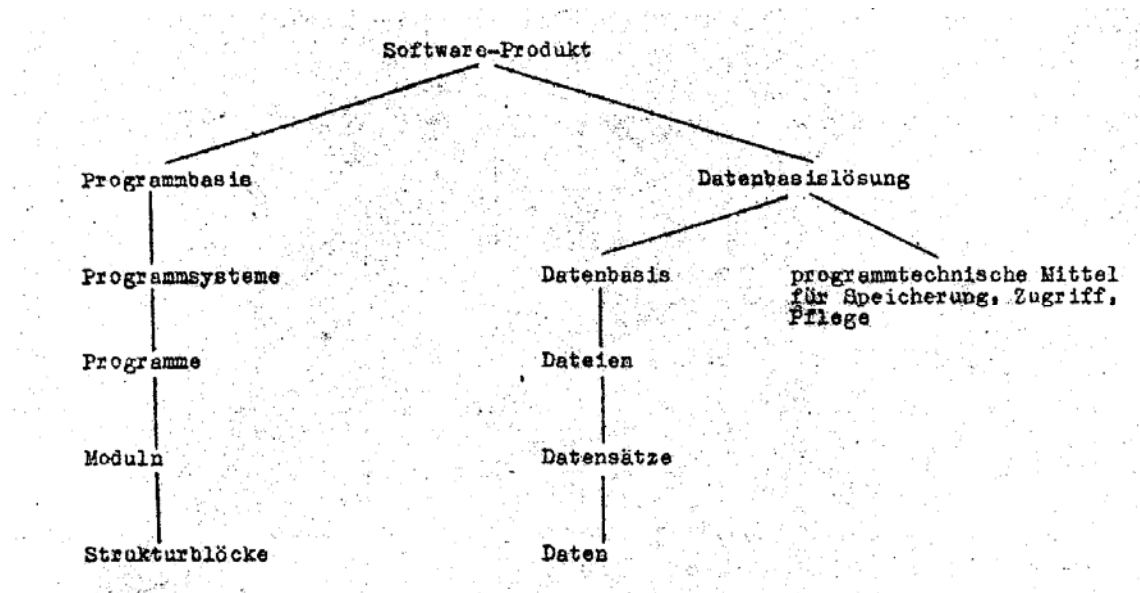 Software-Produkt
Programmbasis
Datenbasislösung
Programmsysteme
Datenbasis
programmtechnische Mittel
für Speicherung, Zugriff,
Pflege
Programme
Dateien
Moduln
Datensätze
Strukturblöcke
Daten